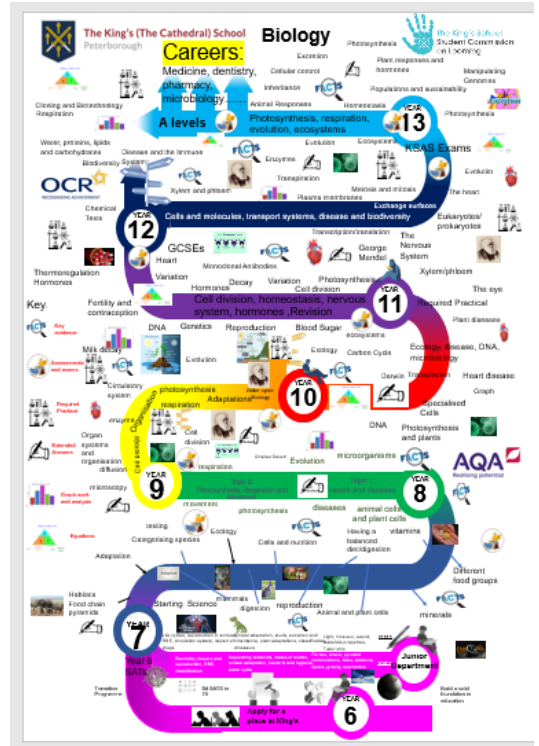 The King's (The Cathedral) School
Peterborough
Biology
The King's School
Student Commission
on Learning
Careers:
Medicine, dentistry,
pharmacy,
microbiology......
Excretion
Photosynthesis
Cellular control
Plant responses and
hormones
Manipulating
Genomes
Inheritance
FACTS
Populations and sustainability
Animal Responses
Homeostasis
Excretion
Cloning and Biotechnology
Respiration
A levels
Photosynthesis, respiration,
evolution, ecosystems
YEAR
13
Photosynthesis
KSA5 Exams
Water, proteins, lipids
and carbohydrates
Disease and the Immune
System
Biodiversity
Evolution
Ecosystems
Enzymes
Transpiration
Evolution
OCR
RECOGNISING ACHIEVEMENT
Xylem and phloem
Meiosis and mitosis
Plasma membranes
The heart
Exchange surfaces
Chemical
Tests
YEAR
12
Cells and molecules, transport systems, disease and biodiversity
Eukaryotes/
prokaryotes
Transcription/translation
GCSEs
Heart
FACTS
George
Mendel
The
Nervous
System
Monoclonal Antibodies
Thermoregulation
Hormones
Variation
Hormones
Decay
Variation
Photosynthesis
Cell division
Xylem/phloem
Cell division, homeostasis, nervous
system, hormones ,Revision
YEAR
11
The eye
Required Practical
Key.
Fertility and
contraception
Plant diseases
Key
evidence
DNA
Genetics
Reproduction
Blood Sugar
ecosystems
Milk decay
Evolution
Ecology
Carbon Cycle
Ecology, disease, DNA,
microbiology
Assessments
and exams
Circulatory
system
photosynthesis
respiration
Adaptations
YEAR
10
Darwin
Transpiration
Heart disease
Graph
Required
Practical
enzymes
Organisation
Cell biology
Specialised
Cells
Cell
division
DNA
Photosynthesis
and plants
Extended
Answers
Organ
systems
and
organisation
diffusion
respiration
Evolution
microorganisms
AQA
Realising potential
microscopy
YEAR
9
YEAR
8
Graph work
and analysis
movement
photosynthesis
diseases
animal cells
and plant cells
Equations
testing
Categorising species
Ecology
FACTS
Having a
balanced
diet/digestion
vitamins
Cells and nutrition
Adaptation
Different
food groups
Habitats
Food chain
pyramids
Starting Science
mammals
digestion
reproduction
Animal and plant cells
minerals
YEAR
7
Year 6
SATs
Junior
Department
Transition
Programme
Apply for a
place at King's
YEAR
6
Build a solid
foundation in
education